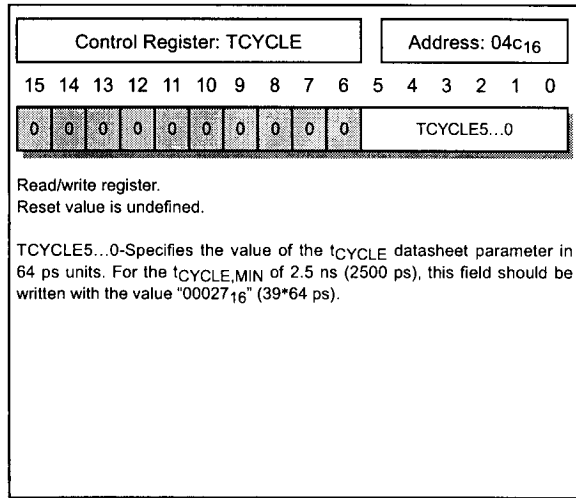 Control Register: TCYCLE
Address: 04c16
15 14 13 12 11 10 9 8 7 6 5 4 3 2 1 0
0 0 0 0 0 0 0 0 0 0 TCYCLE5...0
Read/write register.
Reset value is undefined.
TCYCLE5...0-Specifies the value of the tCYCLE datasheet parameter in
64 ps units. For the tCYCLE,MIN of 2.5 ns (2500 ps), this field should be
written with the value “0002716” (39*64 ps).